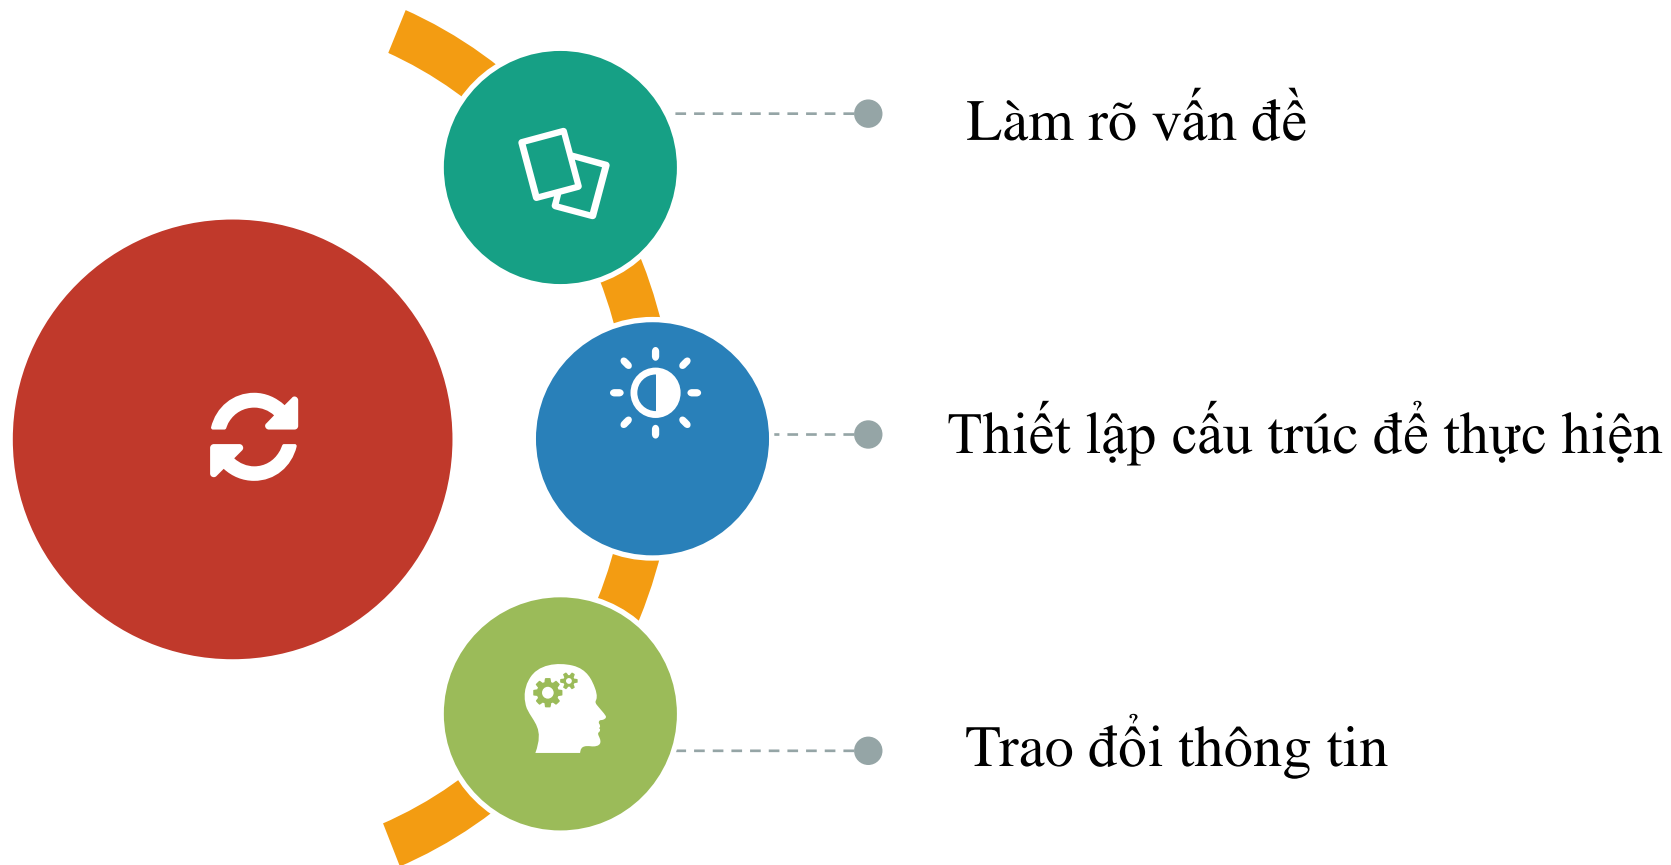 Làm rõ vấn đề
Thiết lập cấu trúc để thực hiện
Trao đổi thông tin